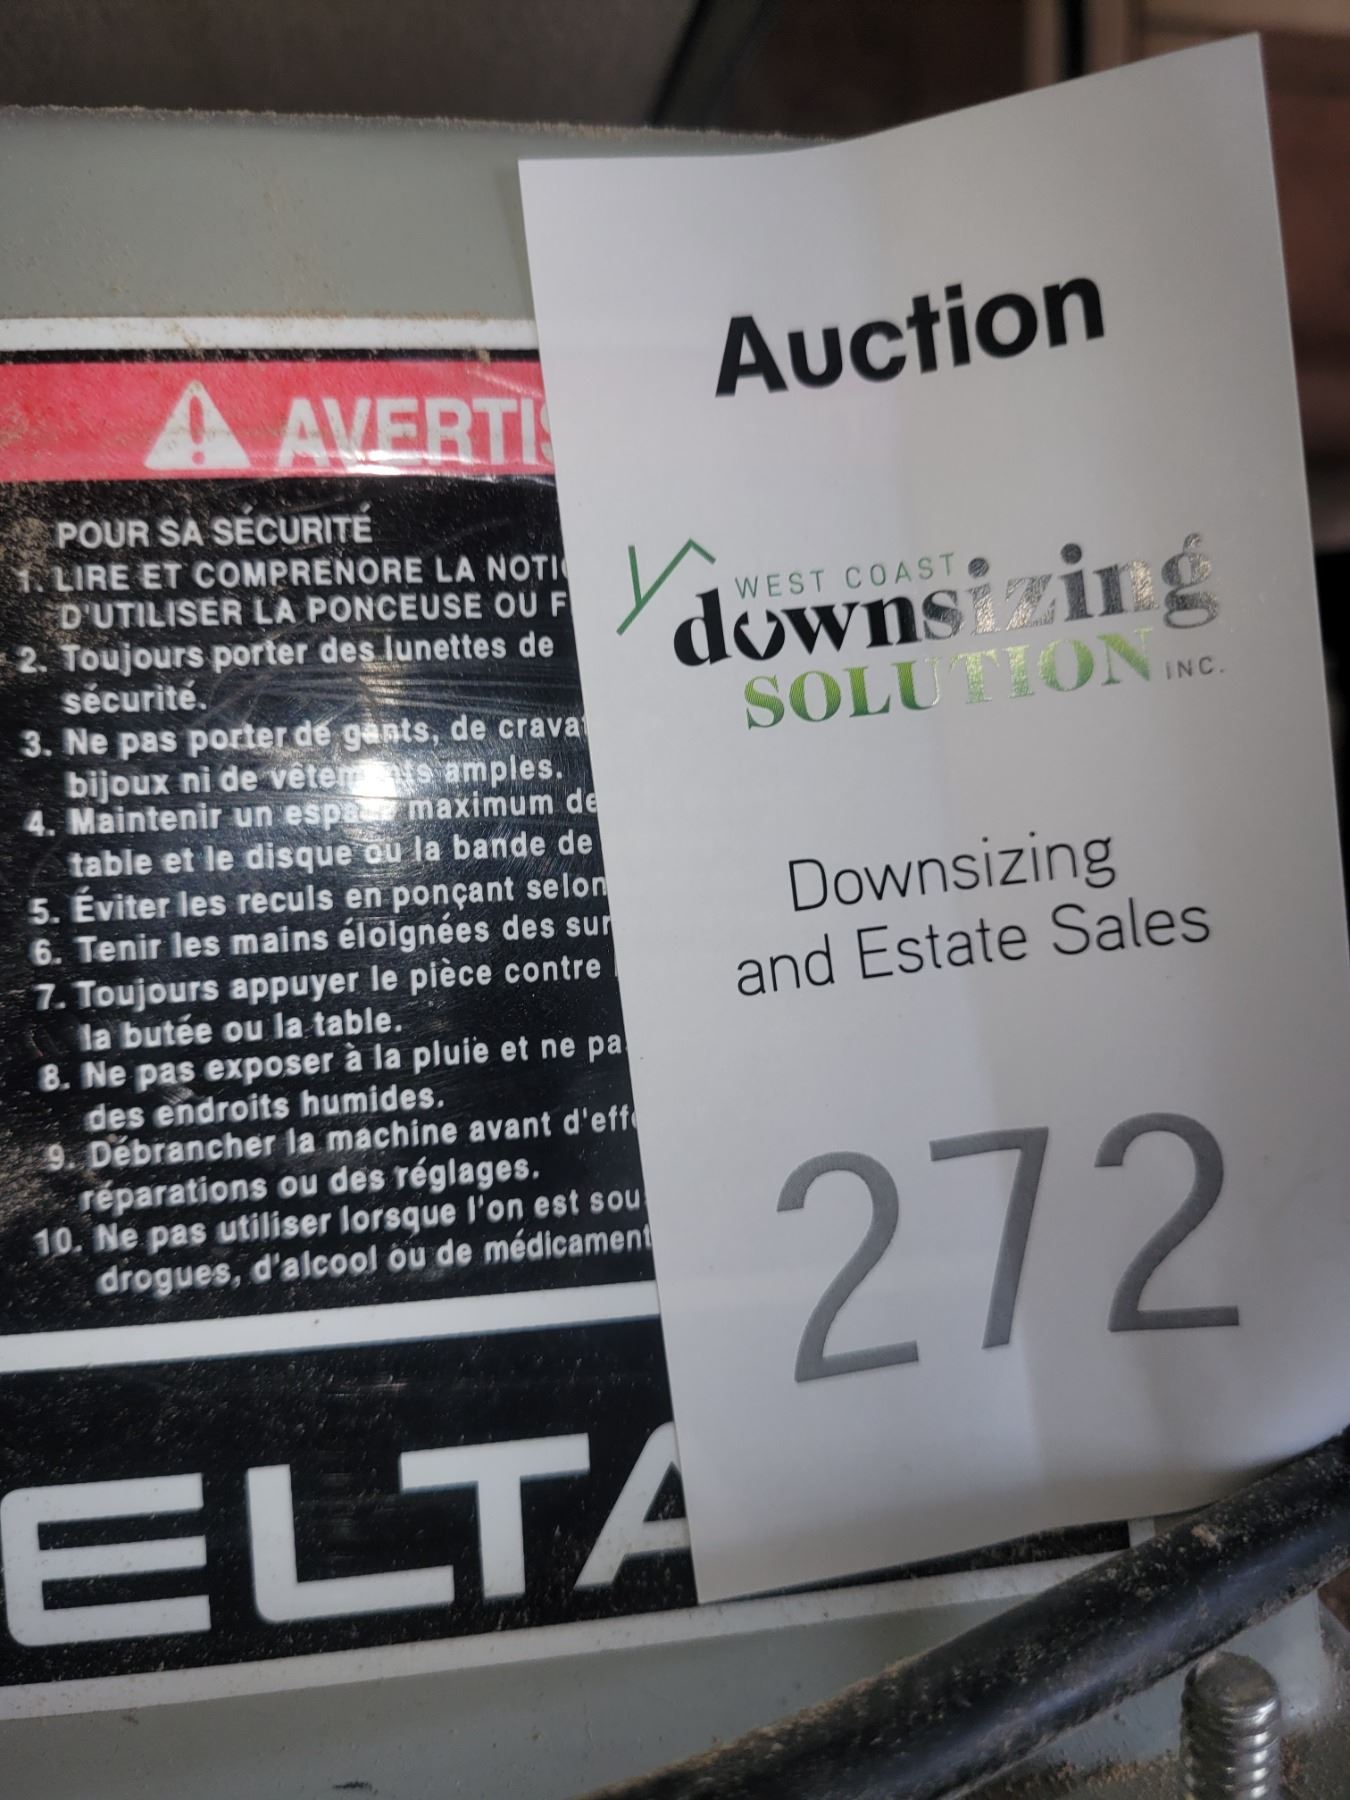 AVERTIS
POUR SA SÉCURITÉ
1. LIRE ET COMPRENORE LA NOTI
D'UTILISER LA PONCEUSE OU F
2. Toujours porter des lunettes de
sécurité.
3. Ne pas porter de gants, de crava
bijoux ni de vêtements amples.
4. Maintenir un espace maximum de
table et le disque ou la bande de
5. Éviter les reculs en ponçant selon
6. Tenir les mains éloignées des sur
7. Toujours appuyer le pièce contre
la butée ou la table.
8. Ne pas exposer à la pluie et ne pa
des endroits humides.
9. Débrancher la machine avant d'effe
réparations ou des réglages.
10. Ne pas utiliser lorsque l'on est sou
drogues, d'alcool ou de médicament
ELTA
Auction
WEST COAST
downsizing
SOLUTION INC.
Downsizing
and Estate Sales
272